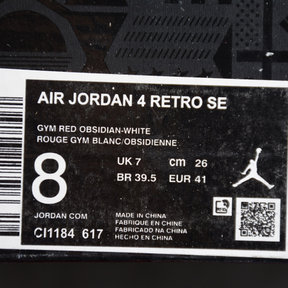 AIR JORDAN 4 RETRO SE
GYM RED OBSIDIAN-WHITE
ROUGE GYM BLANC/OBSIDIENNE
8
UK 7 cm 26
BR 39.5 EUR 41
JORDAN COM
CI1184 617
MADE IN CHINA
FABRIQUE EN CHINE
FABRICADO NA CHINA
HECHO EN CHINA